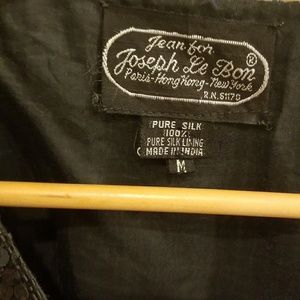 Jean for
Joseph Le Bon ®
Paris-Hong Kong-New York
R.N. 61170
PURE SILK
100%
PURE SILK LINING
MADE IN INDIA
M